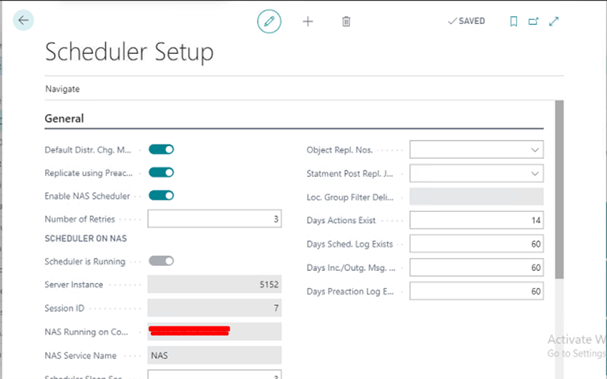 SAVED
Scheduler Setup
Navigate
General
Default Distr. Chg. M...
Replicate using Preac...
Enable NAS Scheduler
Number of Retries 3
SCHEDULER ON NAS
Scheduler is Running
Server Instance 5152
Session ID 7
NAS Running on Co...
NAS Service Name NAS
Scheduler Sleep Sec... 3
Object Repl. Nos.
Statment Post Repl. J...
Loc. Group Filter Deli...
Days Actions Exist 14
Days Sched. Log Exists 60
Days Inc./Outg. Msg. ... 60
Days Preaction Log E... 60
Activate W
Go to Settings